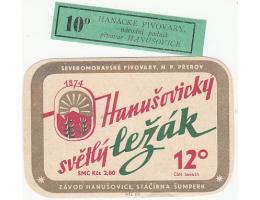 10°
HANÁCKÉ PIVOVARY,
národní podnik
pivovar HANUŠOVICE
SEVEROMORAVSKÉ PIVOVARY, N. P. PŘEROV
1874
Hanušovický
světlý ležák
SMC Kčs 2,80
12°
ZÁVOD HANUŠOVICE, STÁČÍRNA ŠUMPERK